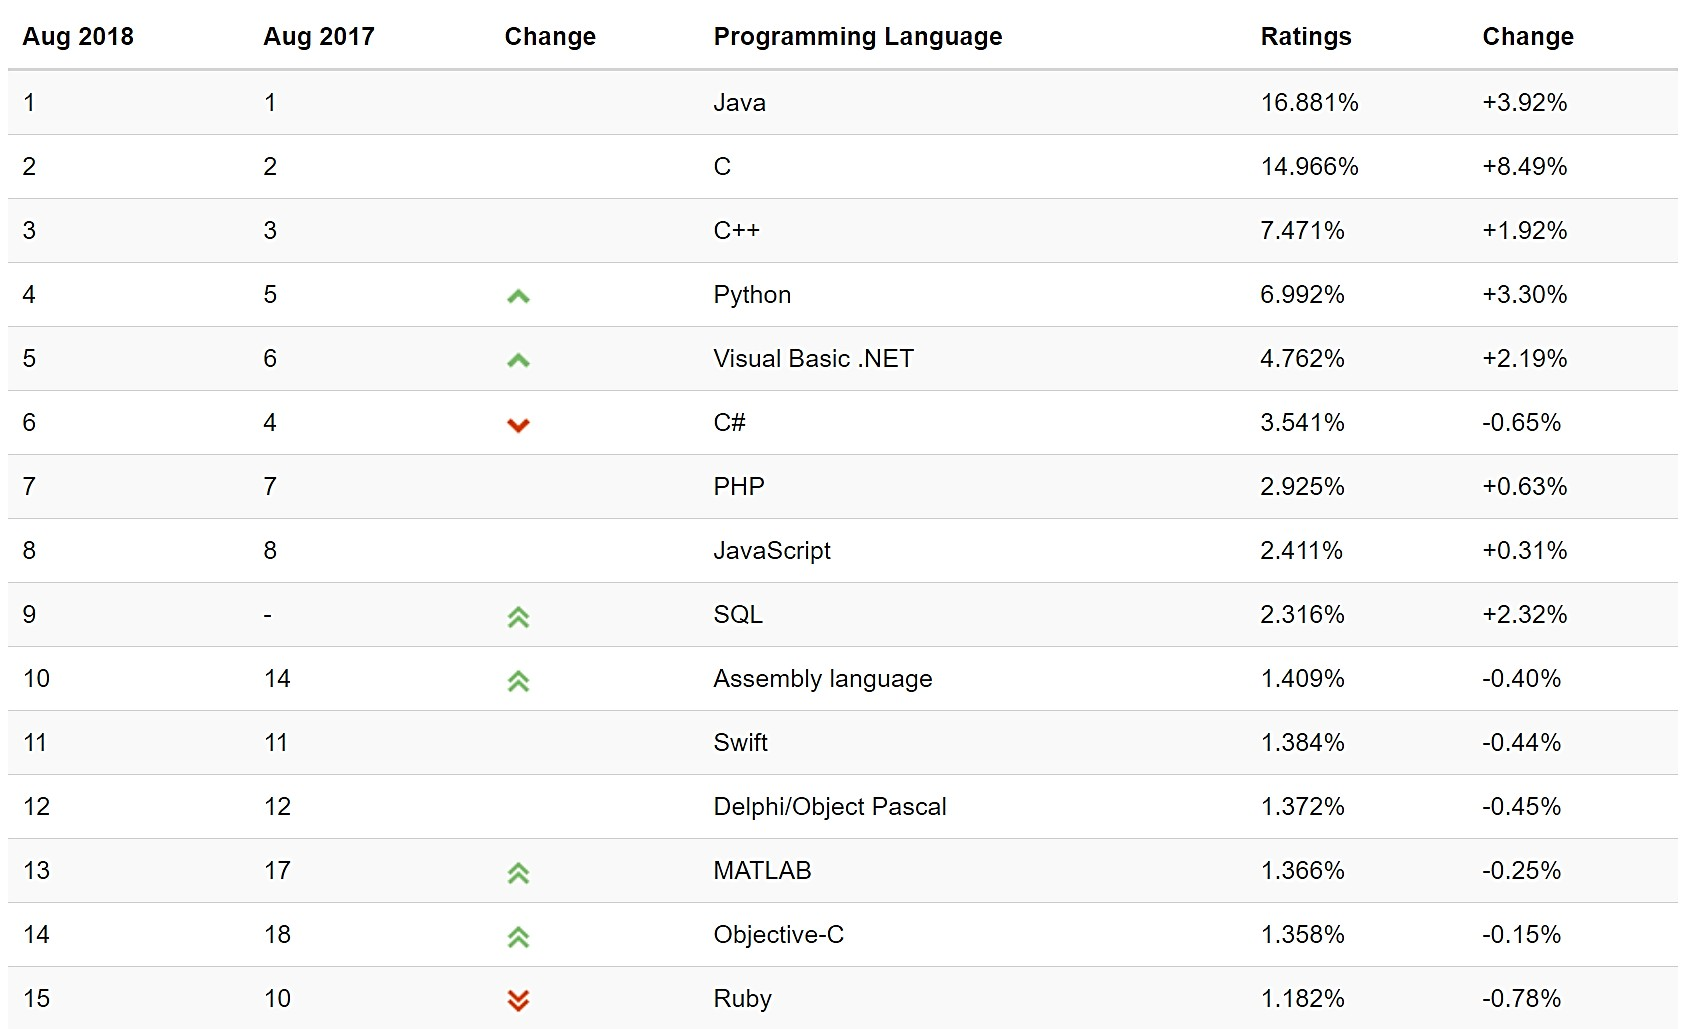 Aug 2018 Aug 2017 Change Programming Language Ratings Change
1 1 Java 16.881% +3.92%
2 2 C 14.966% +8.49%
3 3 C++ 7.471% +1.92%
4 5 Python 6.992% +3.30%
5 6 Visual Basic .NET 4.762% +2.19%
6 4 C# 3.541% -0.65%
7 7 PHP 2.925% +0.63%
8 8 JavaScript 2.411% +0.31%
9 - SQL 2.316% +2.32%
10 14 Assembly language 1.409% -0.40%
11 11 Swift 1.384% -0.44%
12 12 Delphi/Object Pascal 1.372% -0.45%
13 17 MATLAB 1.366% -0.25%
14 18 Objective-C 1.358% -0.15%
15 10 Ruby 1.182% -0.78%